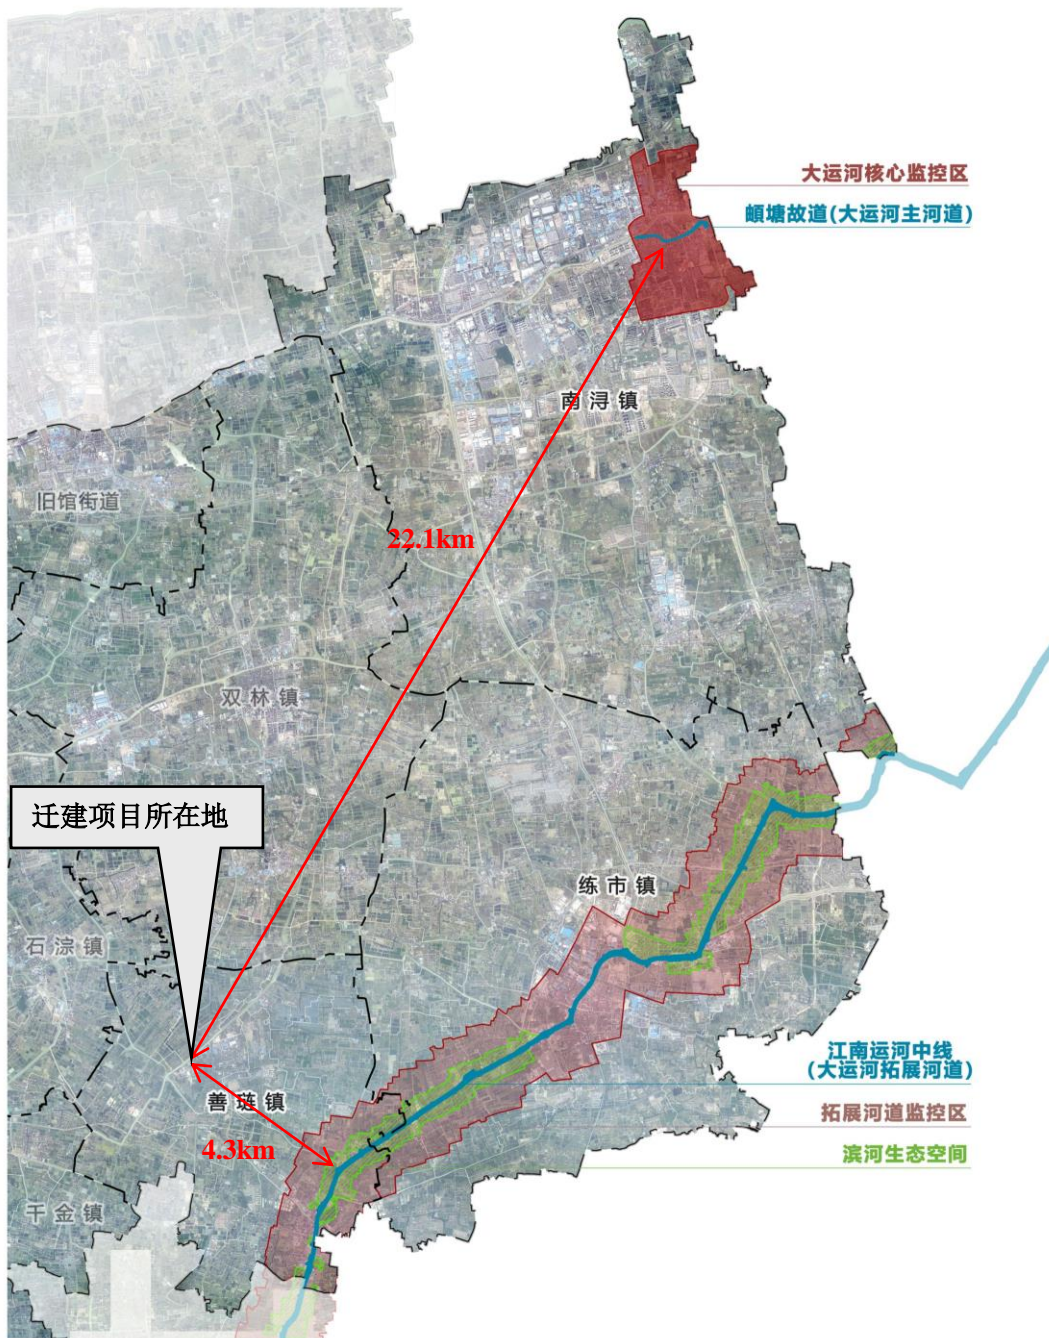 大运河核心监控区
頔塘故道(大运河主河道)
南浔镇
旧馆街道
22.1km
双林镇
迁建项目所在地
练市镇
石淙镇
江南运河中线
(大运河拓展河道)
善琏镇
拓展河道监控区
4.3km
滨河生态空间
千金镇